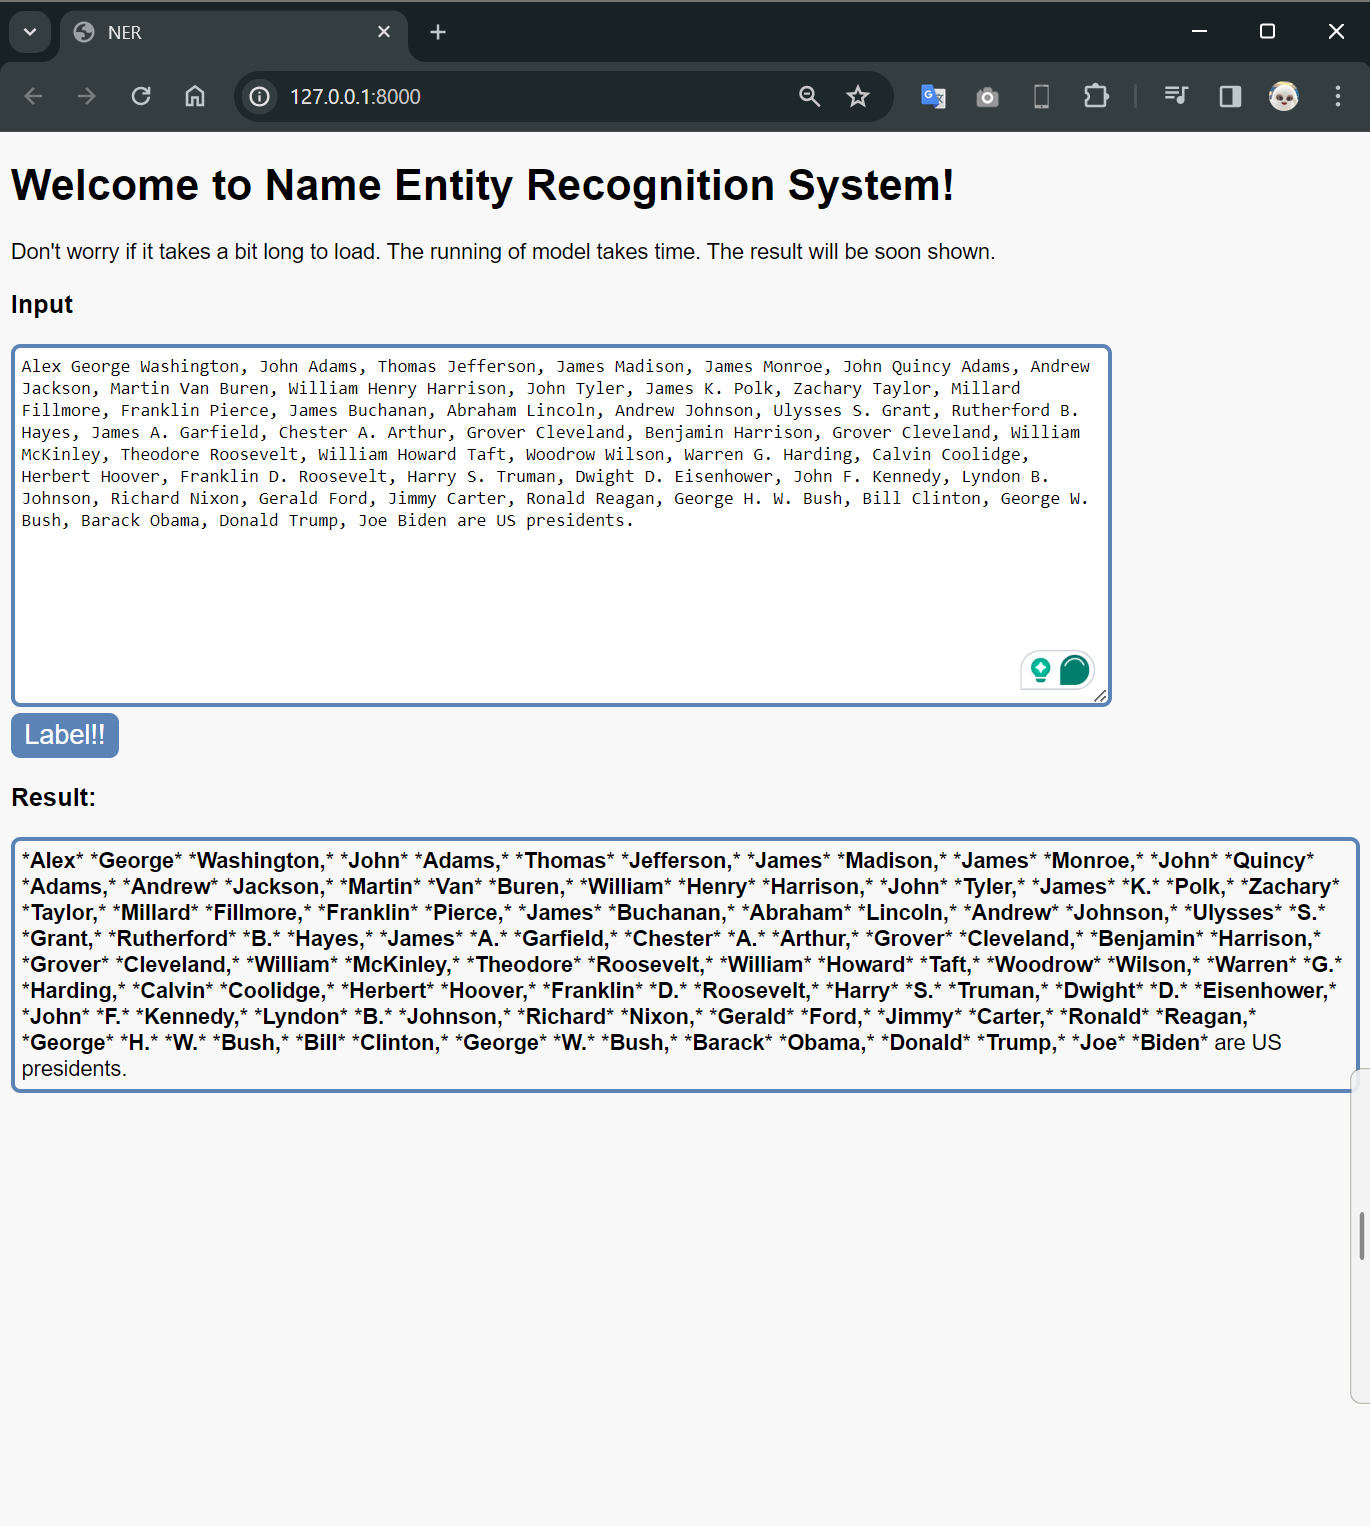 NER
127.0.0.1:8000
Welcome to Name Entity Recognition System!
Don't worry if it takes a bit long to load. The running of model takes time. The result will be soon shown.
Input
Alex George Washington, John Adams, Thomas Jefferson, James Madison, James Monroe, John Quincy Adams, Andrew
Jackson, Martin Van Buren, William Henry Harrison, John Tyler, James K. Polk, Zachary Taylor, Millard
Fillmore, Franklin Pierce, James Buchanan, Abraham Lincoln, Andrew Johnson, Ulysses S. Grant, Rutherford B.
Hayes, James A. Garfield, Chester A. Arthur, Grover Cleveland, Benjamin Harrison, Grover Cleveland, William
McKinley, Theodore Roosevelt, William Howard Taft, Woodrow Wilson, Warren G. Harding, Calvin Coolidge,
Herbert Hoover, Franklin D. Roosevelt, Harry S. Truman, Dwight D. Eisenhower, John F. Kennedy, Lyndon B.
Johnson, Richard Nixon, Gerald Ford, Jimmy Carter, Ronald Reagan, George H. W. Bush, Bill Clinton, George W.
Bush, Barack Obama, Donald Trump, Joe Biden are US presidents.
Label!!
Result:
*Alex* *George* *Washington,* *John* *Adams,* *Thomas* *Jefferson,* *James* *Madison,* *James* *Monroe,* *John* *Quincy*
*Adams,* *Andrew* *Jackson,* *Martin* *Van* *Buren,* *William* *Henry* *Harrison,* *John* *Tyler,* *James* *K.* *Polk,* *Zachary*
*Taylor,* *Millard* *Fillmore,* *Franklin* *Pierce,* *James* *Buchanan,* *Abraham* *Lincoln,* *Andrew* *Johnson,* *Ulysses* *S.*
*Grant,* *Rutherford* *B.* *Hayes,* *James* *A.* *Garfield,* *Chester* *A.* *Arthur,* *Grover* *Cleveland,* *Benjamin* *Harrison,*
*Grover* *Cleveland,* *William* *McKinley,* *Theodore* *Roosevelt,* *William* *Howard* *Taft,* *Woodrow* *Wilson,* *Warren* *G.*
*Harding,* *Calvin* *Coolidge,* *Herbert* *Hoover,* *Franklin* *D.* *Roosevelt,* *Harry* *S.* *Truman,* *Dwight* *D.* *Eisenhower,*
*John* *F.* *Kennedy,* *Lyndon* *B.* *Johnson,* *Richard* *Nixon,* *Gerald* *Ford,* *Jimmy* *Carter,* *Ronald* *Reagan,*
*George* *H.* *W.* *Bush,* *Bill* *Clinton,* *George* *W.* *Bush,* *Barack* *Obama,* *Donald* *Trump,* *Joe* *Biden* are US
presidents.